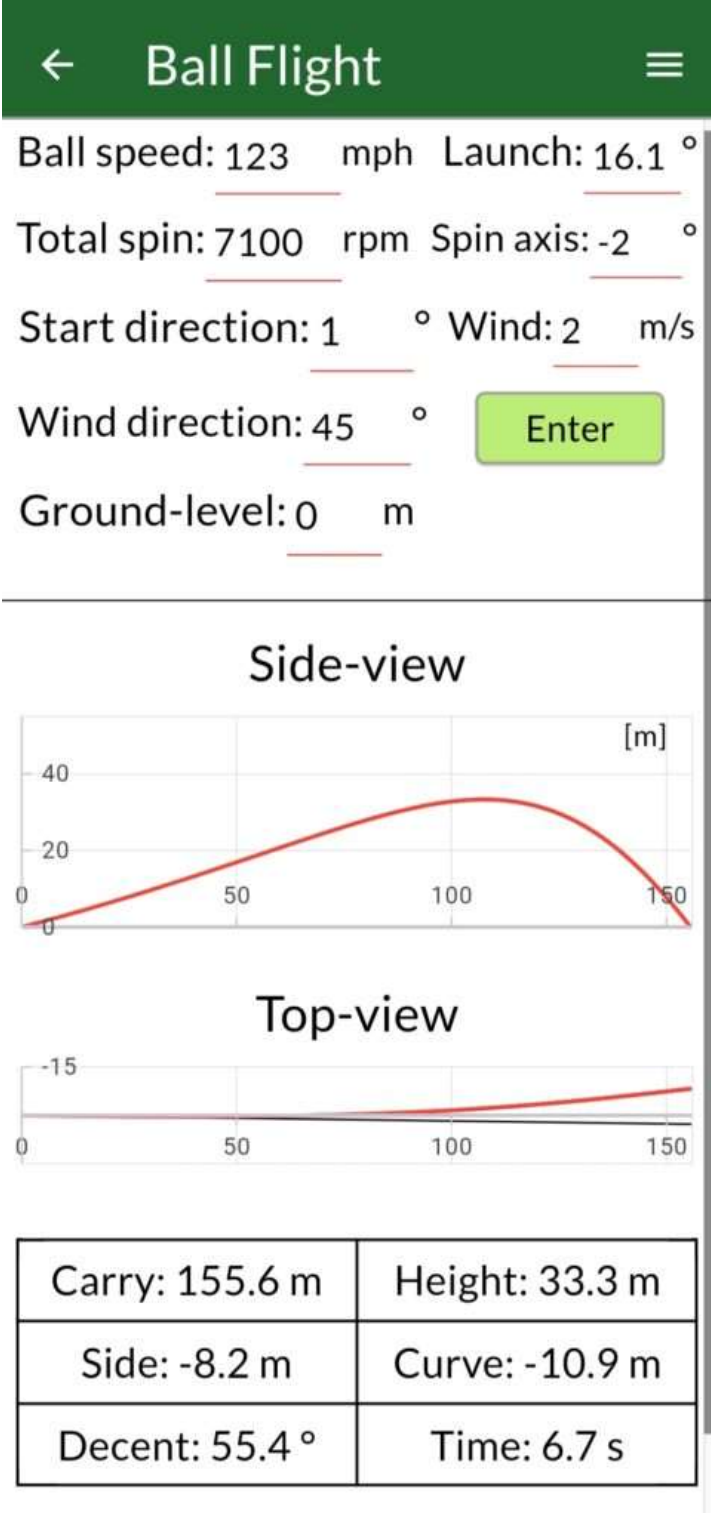 Ball Flight
Ball speed: 123 mph Launch: 16.1 °
Total spin: 7100 rpm Spin axis: -2 °
Start direction: 1 ° Wind: 2 m/s
Wind direction: 45 ° Enter
Ground-level: 0 m
Side-view
[m]
40
20
0 50 100 150
0
Top-view
-15
0 50 100 150
Carry: 155.6 m Height: 33.3 m
Side: -8.2 m Curve: -10.9 m
Decent: 55.4 ° Time: 6.7 s